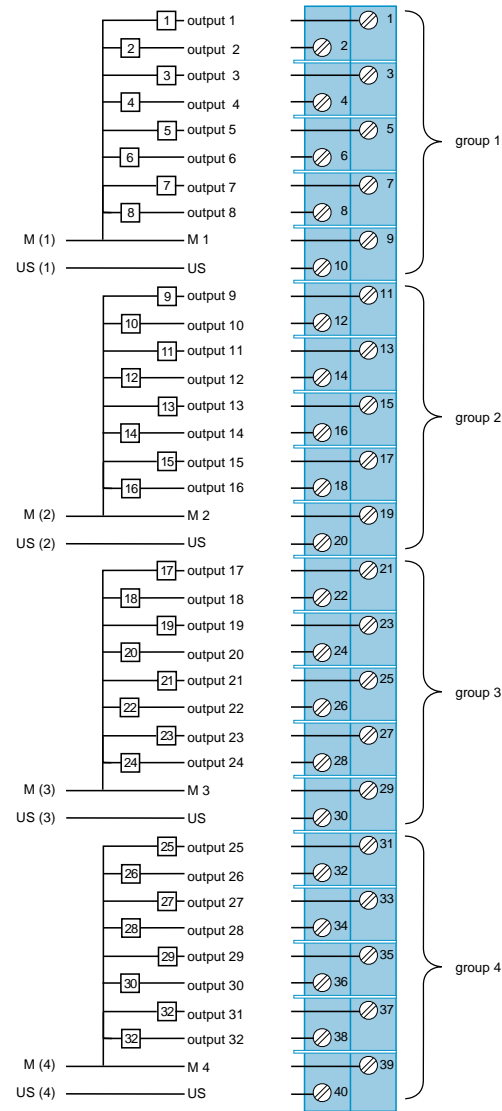 1 output 1 1
2 output 2 2
3 output 3 3
4 output 4 4
5 output 5 5
group 1
6 output 6 6
7 output 7 7
8 output 8 8
M (1) M 1 9
US (1) US 10
9 output 9 11
10 output 10 12
11 output 11 13
12 output 12 14
13 output 13 15
group 2
14 output 14 16
15 output 15 17
16 output 16 18
M (2) M 2 19
US (2) US 20
17 output 17 21
18 output 18 22
19 output 19 23
20 output 20 24
21 output 21 25
group 3
22 output 22 26
23 output 23 27
24 output 24 28
M (3) M 3 29
US (3) US 30
25 output 25 31
26 output 26 32
27 output 27 33
28 output 28 34
29 output 29 35
group 4
30 output 30 36
32 output 31 37
32 output 32 38
M (4) M 4 39
US (4) US 40